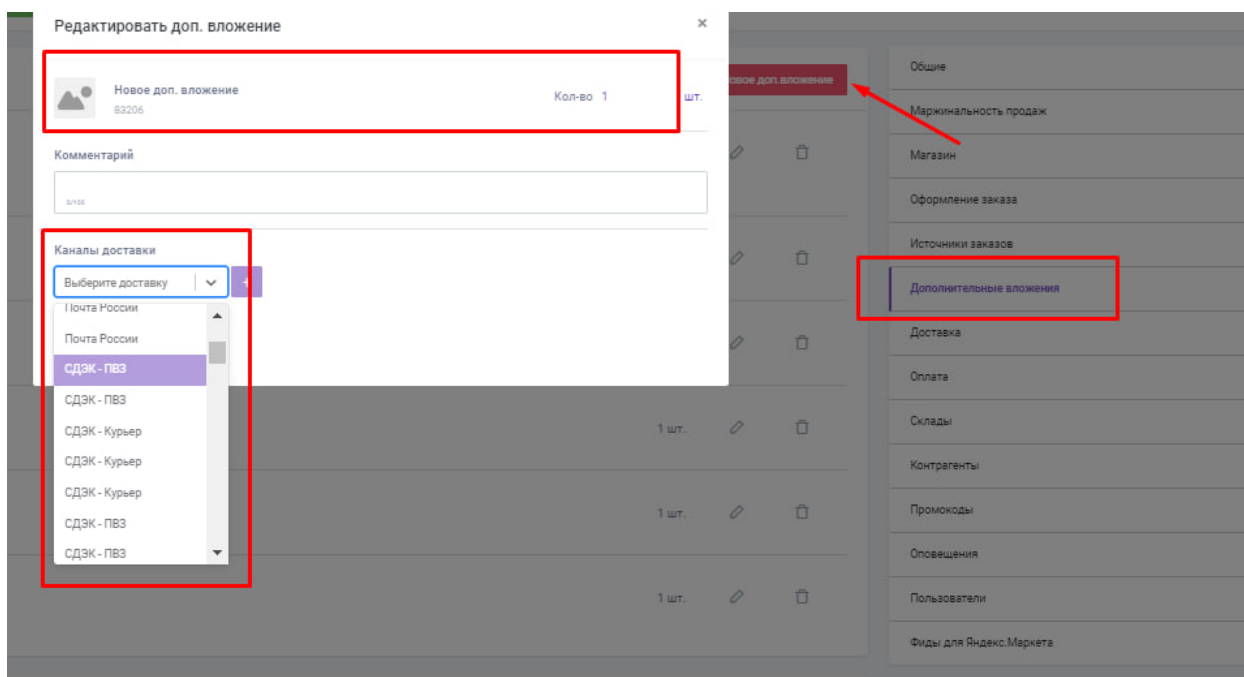 Редактировать доп. вложение
×
Новое доп. вложение
83206
Кол-во 1
шт.
Комментарий
0/155
Каналы доставки
Выберите доставку
+
Почта России
Почта России
СДЭК - ПВЗ
СДЭК - ПВЗ
СДЭК - Курьер
СДЭК - Курьер
СДЭК - Курьер
СДЭК - ПВЗ
СДЭК - ПВЗ
овое доп.вложение
1 шт.
1 шт.
1 шт.
Общие
Маржинальность продаж
Магазин
Оформление заказа
Источники заказов
Дополнительные вложения
Доставка
Оплата
Склады
Контрагенты
Промокоды
Оповещения
Пользователи
Фиды для Яндекс.Маркета